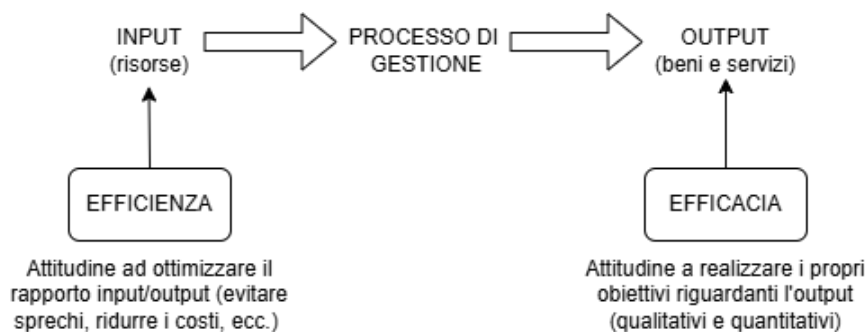 INPUT
(risorse)
PROCESSO DI
GESTIONE
OUTPUT
(beni e servizi)
EFFICIENZA
EFFICACIA
Attitudine ad ottimizzare il
rapporto input/output (evitare
sprechi, ridurre i costi, ecc.)
Attitudine a realizzare i propri
obiettivi riguardanti l'output
(qualitativi e quantitativi)